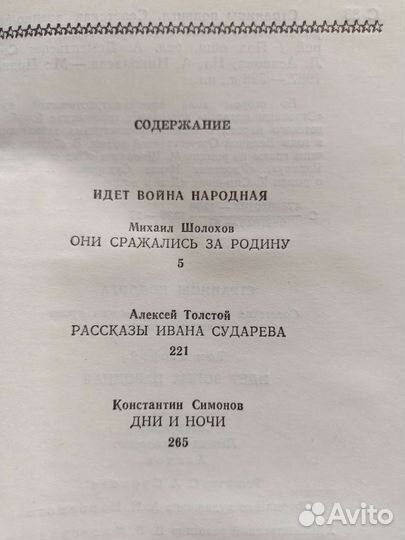 СОДЕРЖАНИЕ
ИДЕТ ВОЙНА НАРОДНАЯ
Михаил Шолохов
ОНИ СРАЖАЛИСЬ ЗА РОДИНУ
5
Алексей Толстой
РАССКАЗЫ ИВАНА СУДАРЕВА
221
Константин Симонов
ДНИ И НОЧИ
265
Avito